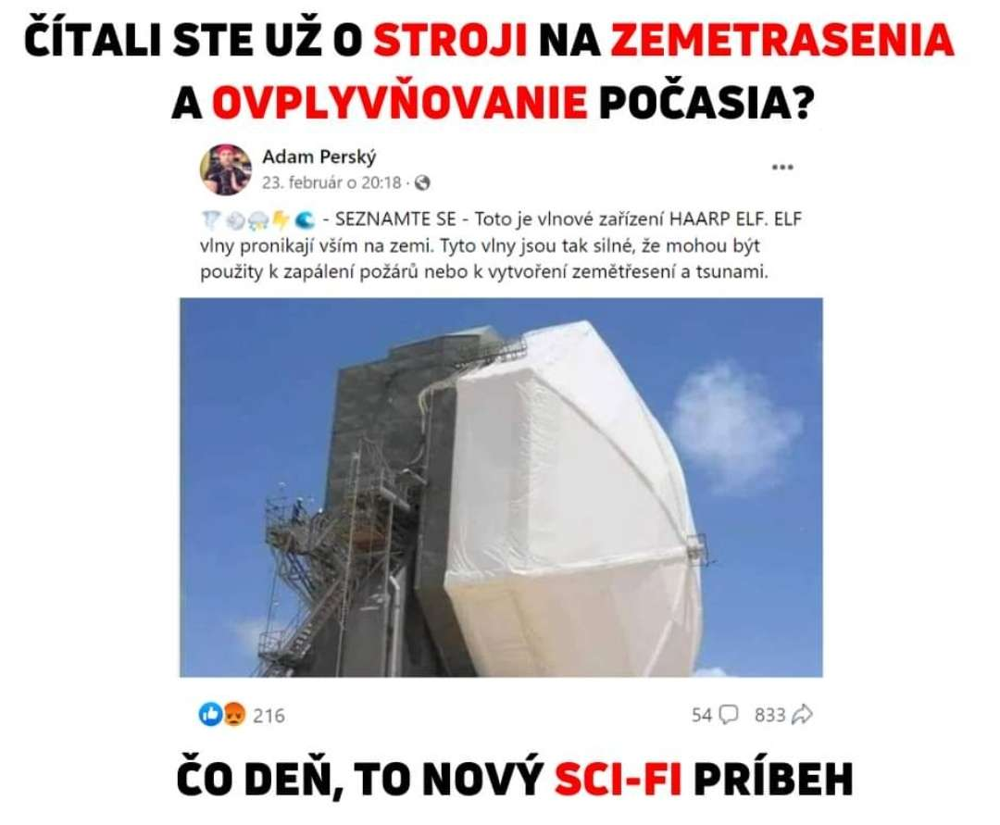 ČÍTALI STE UŽ O STROJI NA ZEMETRASENIA
A OVPLYVŇOVANIE POČASIA?
Adam Perský
23. február o 20:18 ·
- SEZNAMTE SE - Toto je vlnové zařízení HAARP ELF. ELF
vlny pronikají vším na zemi. Tyto vlny jsou tak silné, že mohou být
použity k zapálení požárů nebo k vytvoření zemětřesení a tsunami.
216
54 833
ČO DEŇ, TO NOVÝ SCI-FI PRÍBEH